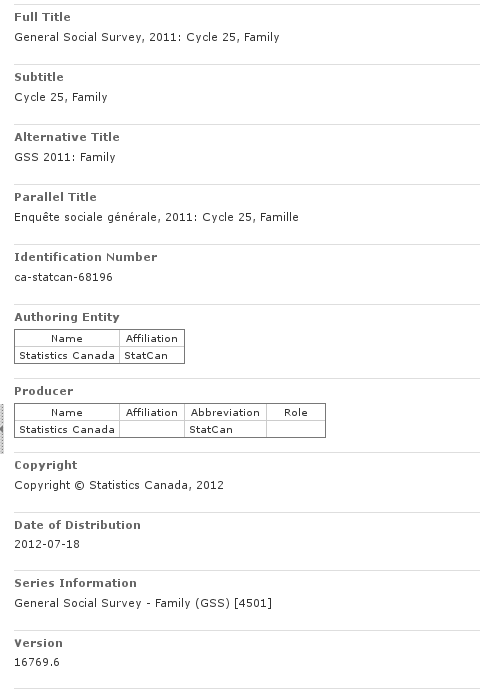 Full Title
General Social Survey, 2011: Cycle 25, Family
Subtitle
Cycle 25, Family
Alternative Title
GSS 2011: Family
Parallel Title
Enquête sociale générale, 2011: Cycle 25, Famille
Identification Number
ca-statcan-68196
Authoring Entity
Name Affiliation
Statistics Canada StatCan
Producer
Name Affiliation Abbreviation Role
Statistics Canada StatCan
Copyright
Copyright © Statistics Canada, 2012
Date of Distribution
2012-07-18
Series Information
General Social Survey - Family (GSS) [4501]
Version
16769.6